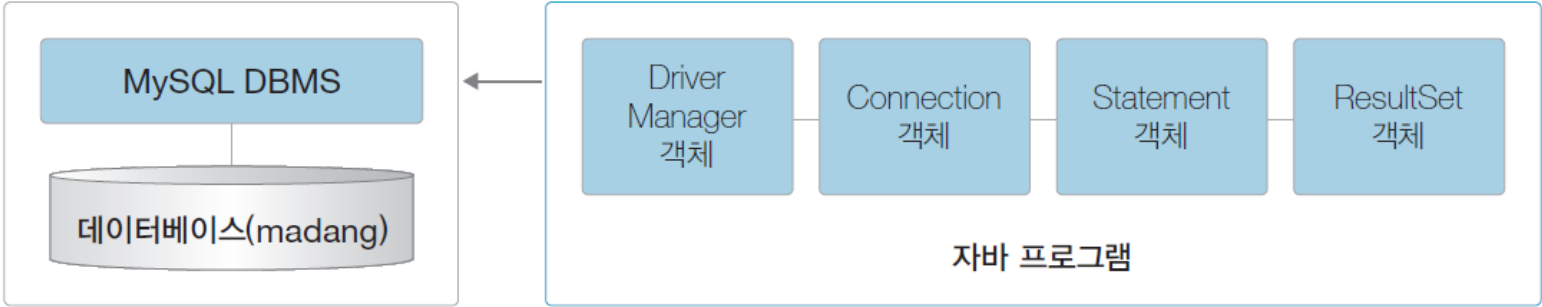 MySQL DBMS
데이터베이스(madang)
Driver
Manager
객체
Connection
객체
Statement
객체
ResultSet
객체
자바 프로그램